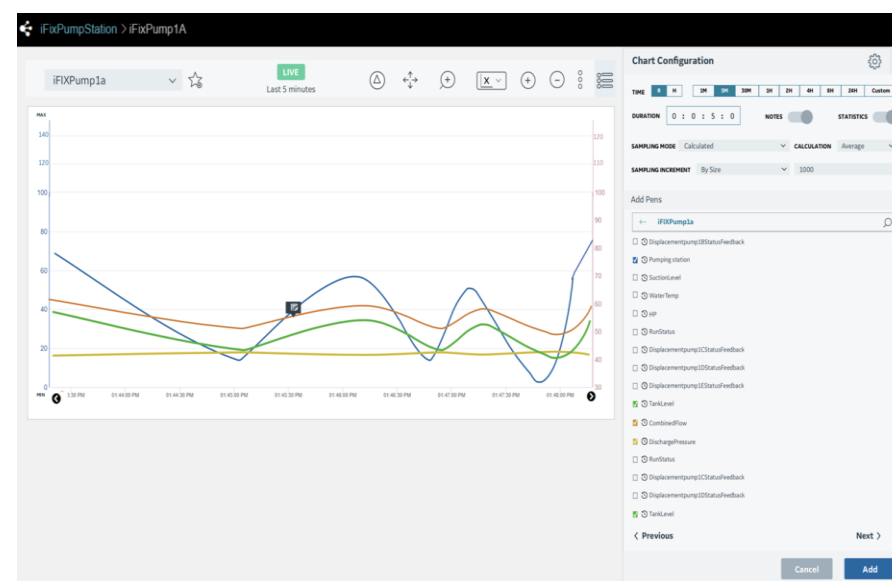 iFixPumpStation > iFixPump1A
iFIXPump1a
LIVE
Last 5 minutes
X
MAX
140
120
100
80
60
40
20
0
MIN
120
110
100
90
80
70
60
50
40
30
1:30 PM
01:44:00 PM
01:44:30 PM
01:45:00 PM
01:45:30 PM
01:46:00 PM
01:46:30 PM
01:47:00 PM
01:47:30 PM
01:48:00 PM
Chart Configuration
TIME R H 1M 5M 30M 1H 2H 4H 8H 24H Custom
DURATION 0 : 0 : 5 : 0 NOTES STATISTICS
SAMPLING MODE Calculated CALCULATION Average
SAMPLING INCREMENT By Size 1000
Add Pens
iFIXPump1a
Displacementpump1BStatusFeedback
Pumping station
SuctionLevel
WaterTemp
HP
RunStatus
Displacementpump1CStatusFeedback
Displacementpump1DStatusFeedback
Displacementpump1EStatusFeedback
TankLevel
CombinedFlow
DischargePressure
RunStatus
Displacementpump1CStatusFeedback
Displacementpump1DStatusFeedback
TankLevel
< Previous Next >
Cancel Add